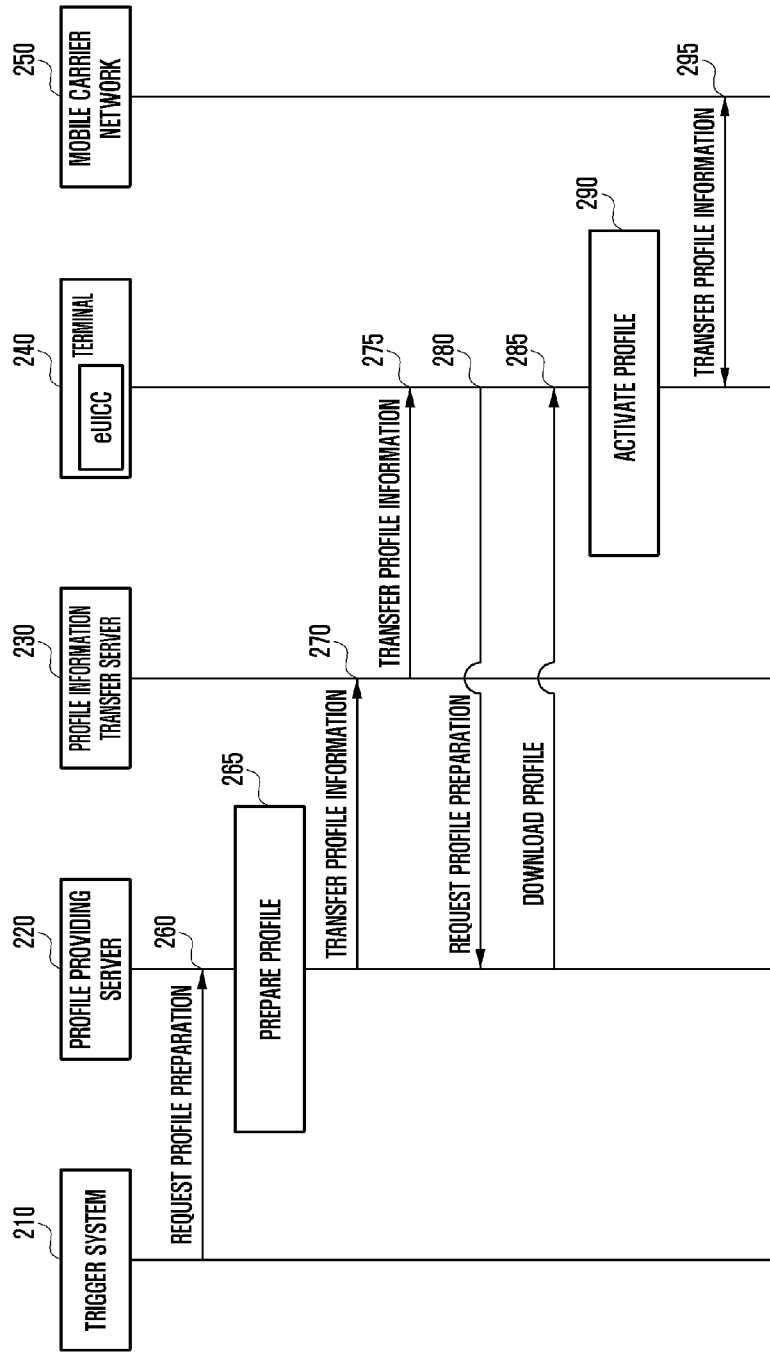 210
TRIGGER SYSTEM
220
PROFILE PROVIDING
SERVER
230
PROFILE INFORMATION
TRANSFER SERVER
240
TERMINAL
eUICC
250
MOBILE CARRIER
NETWORK
REQUEST PROFILE PREPARATION
260
PREPARE PROFILE
265
TRANSFER PROFILE INFORMATION
270
TRANSFER PROFILE INFORMATION
275
REQUEST PROFILE PREPARATION
280
DOWNLOAD PROFILE
285
ACTIVATE PROFILE
290
TRANSFER PROFILE INFORMATION
295